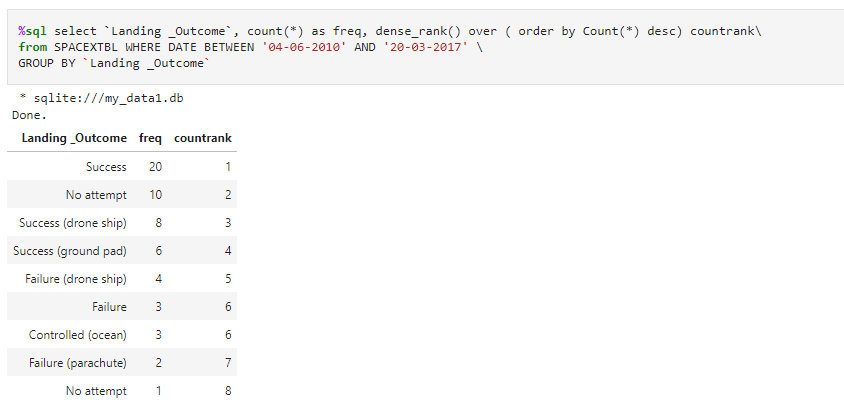 %sql select `Landing _Outcome`, count(*) as freq, dense_rank() over ( order by Count(*) desc) countrank\
from SPACEXTBL WHERE DATE BETWEEN '04-06-2010' AND '20-03-2017' \
GROUP BY `Landing _Outcome`
* sqlite:///my_data1.db
Done.
Landing _Outcome freq countrank
Success 20 1
No attempt 10 2
Success (drone ship) 8 3
Success (ground pad) 6 4
Failure (drone ship) 4 5
Failure 3 6
Controlled (ocean) 3 6
Failure (parachute) 2 7
No attempt 1 8